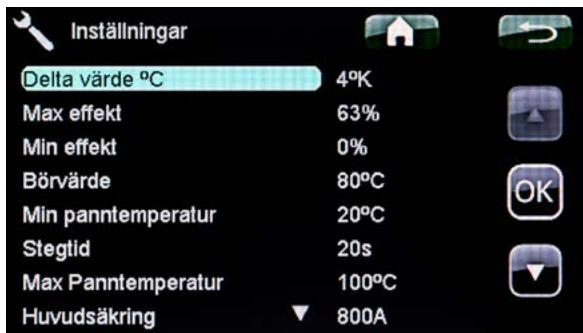 Inställningar
Delta värde ºC 4ºK
Max effekt 63%
Min effekt 0%
Börvärde 80ºC
OK
Min panntemperatur 20ºC
Stegtid 20s
Max Panntemperatur 100ºC
Huvudsäkring 800A